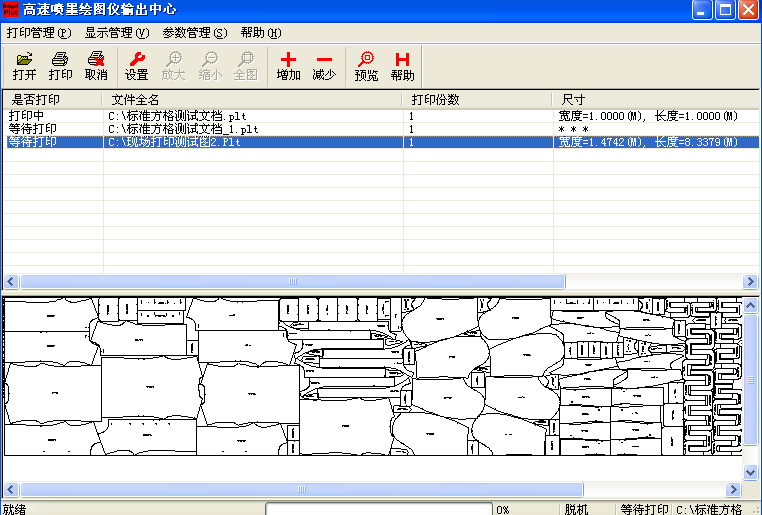 高速喷墨绘图仪输出中心
打印管理(P) 显示管理(V) 参数管理(S) 帮助(H)
打开 打印 取消 设置 放大 缩小 全图 增加 减少 预览 帮助
是否打印 文件全名 打印份数 尺寸
打印中 C:\标准方格测试文档.plt 1 宽度=1.0000(M), 长度=1.0000(M)
等待打印 C:\标准方格测试文档_1.plt 1 * * *
等待打印 C:\现场打印测试图2.Plt 1 宽度=1.4742(M), 长度=8.3379(M)
就绪 0% 脱机 等待打印 C:\标准方格